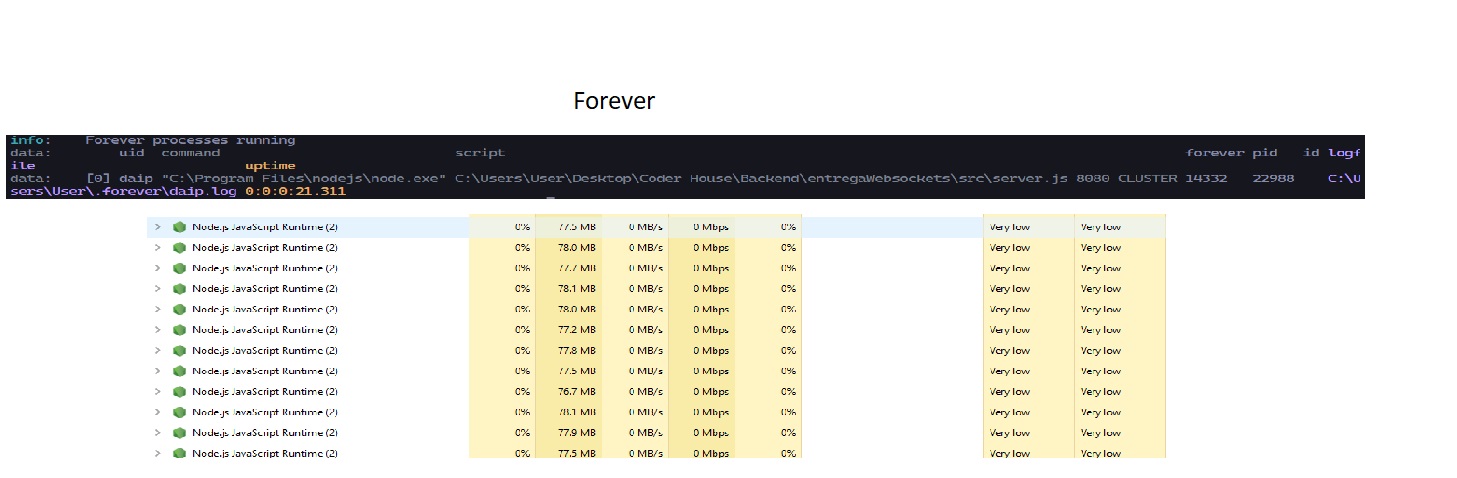 Forever
info: Forever processes running
data: uid command script forever pid id logf
ile uptime
data: [0] daip "C:\Program Files\nodejs\node.exe" C:\Users\User\Desktop\Coder House\Backend\entregaWebsockets\src\server.js 8080 CLUSTER 14332 22988 C:\U
sers\User\.forever\daip.log 0:0:0:21.311
> Node.js JavaScript Runtime (2) 0% 77.5 MB 0 MB/s 0 Mbps 0% Very low Very low
> Node.js JavaScript Runtime (2) 0% 78.0 MB 0 MB/s 0 Mbps 0% Very low Very low
> Node.js JavaScript Runtime (2) 0% 77.7 MB 0 MB/s 0 Mbps 0% Very low Very low
> Node.js JavaScript Runtime (2) 0% 78.1 MB 0 MB/s 0 Mbps 0% Very low Very low
> Node.js JavaScript Runtime (2) 0% 78.0 MB 0 MB/s 0 Mbps 0% Very low Very low
> Node.js JavaScript Runtime (2) 0% 77.2 MB 0 MB/s 0 Mbps 0% Very low Very low
> Node.js JavaScript Runtime (2) 0% 77.8 MB 0 MB/s 0 Mbps 0% Very low Very low
> Node.js JavaScript Runtime (2) 0% 77.5 MB 0 MB/s 0 Mbps 0% Very low Very low
> Node.js JavaScript Runtime (2) 0% 76.7 MB 0 MB/s 0 Mbps 0% Very low Very low
> Node.js JavaScript Runtime (2) 0% 78.1 MB 0 MB/s 0 Mbps 0% Very low Very low
> Node.js JavaScript Runtime (2) 0% 77.9 MB 0 MB/s 0 Mbps 0% Very low Very low
> Node.js JavaScript Runtime (2) 0% 77.5 MB 0 MB/s 0 Mbps 0% Very low Very low